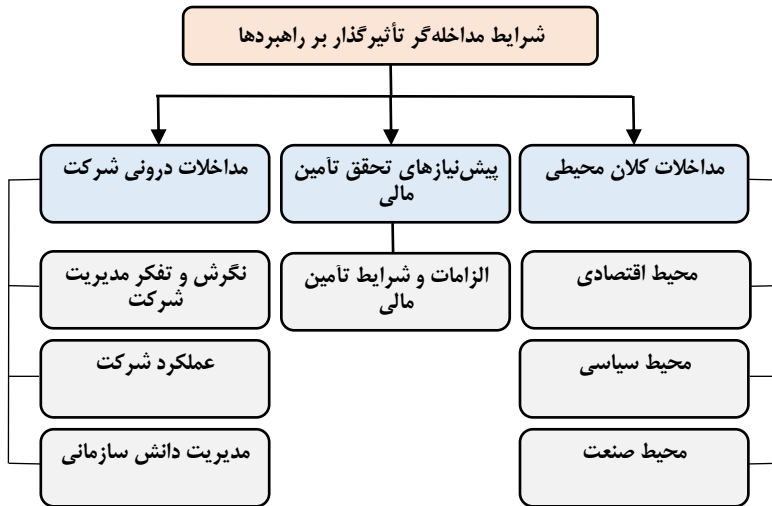 شرایط مداخله‌گر تأثیرگذار بر راهبردها
مداخلات کلان محیطی
پیش‌نیازهای تحقق تأمین
مالی
مداخلات درونی شرکت
محیط اقتصادی
الزامات و شرایط تأمین
مالی
نگرش و تفکر مدیریت
شرکت
محیط سیاسی
عملکرد شرکت
محیط صنعت
مدیریت دانش سازمانی